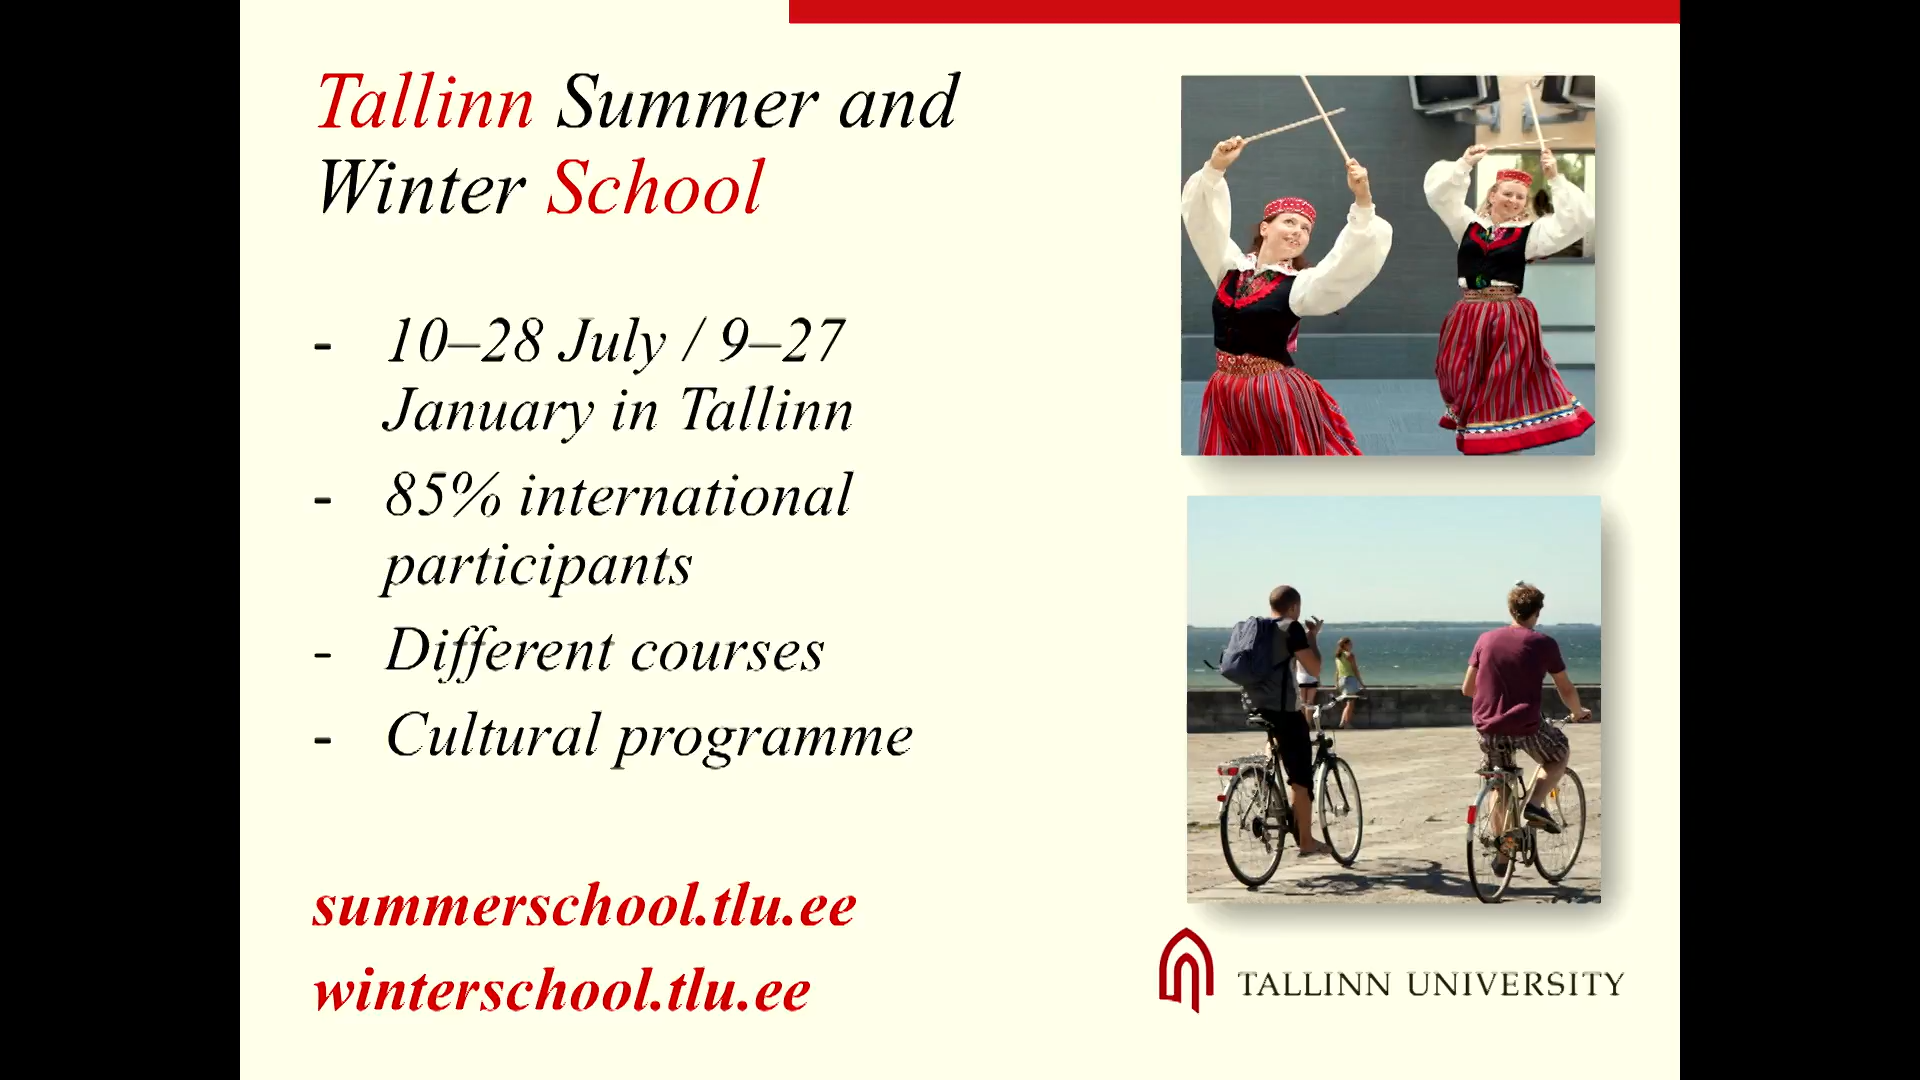 Tallinn Summer and
Winter School
- 10–28 July / 9–27
January in Tallinn
- 85% international
participants
- Different courses
- Cultural programme
summerschool.tlu.ee
winterschool.tlu.ee
TALLINN UNIVERSITY